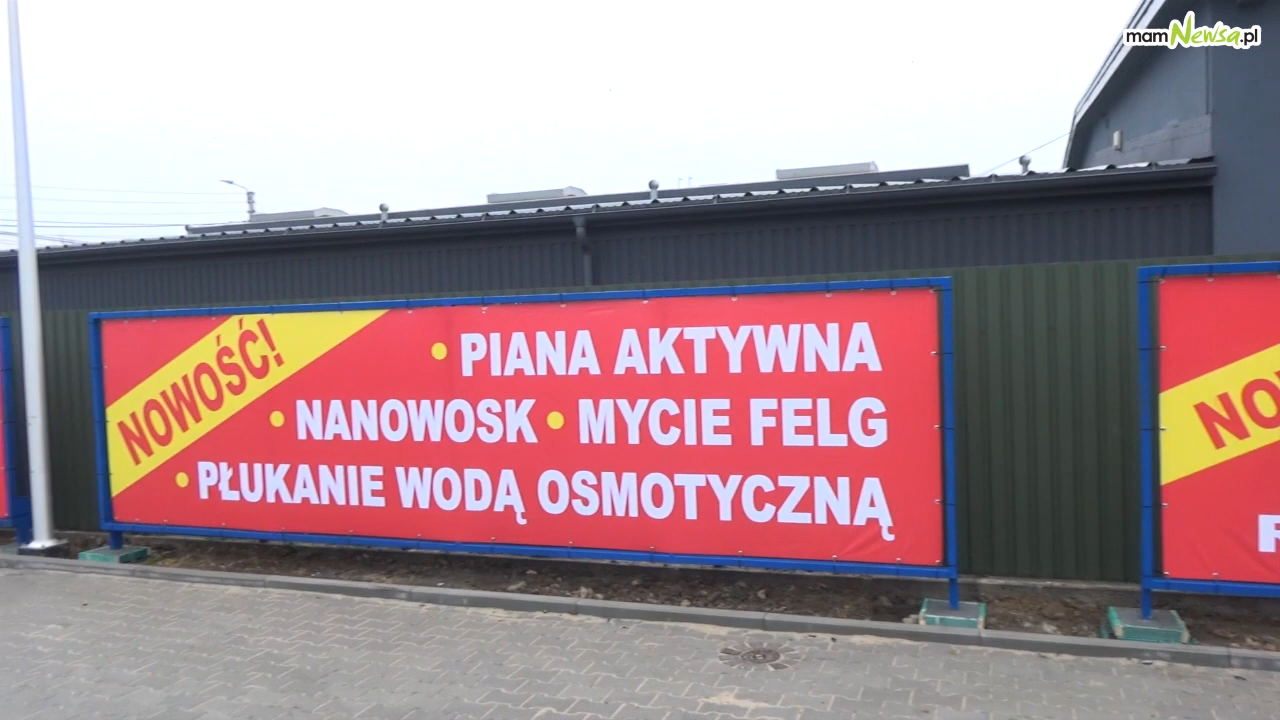 mamNewsa.pl
NOWOŚĆ!
• PIANA AKTYWNA
• NANOWOSK • MYCIE FELG
• PŁUKANIE WODĄ OSMOTYCZNĄ